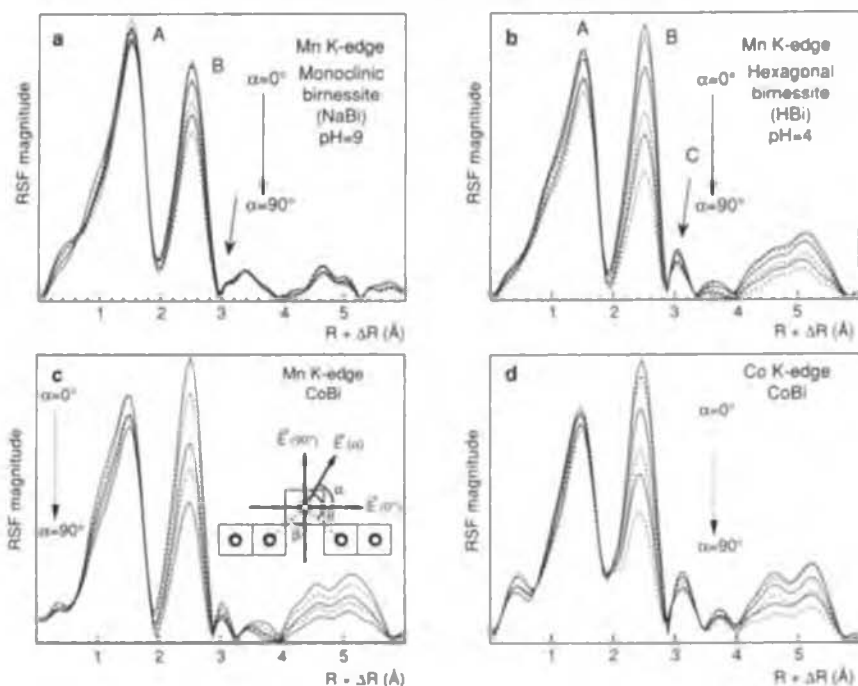 a
A
Mn K-edge
B
α=0°
Monoclinic
birnessite
(NaBi)
pH=9
α=90°
RSF magnitude
1 2 3 4 5
R + ΔR (Å)
b
A
B
Mn K-edge
α=0°
Hexagonal
birnessite
(HBi)
pH=4
C
α=90°
RSF magnitude
1 2 3 4 5
R + ΔR (Å)
c
Mn K-edge
CoBi
α=0°
E (90°)
E (α)
α
E (0°)
β
α=90°
RSF magnitude
1 2 3 4 5
R + ΔR (Å)
d
Co K-edge
CoBi
α=0°
α=90°
RSF magnitude
1 2 3 4 5
R + ΔR (Å)